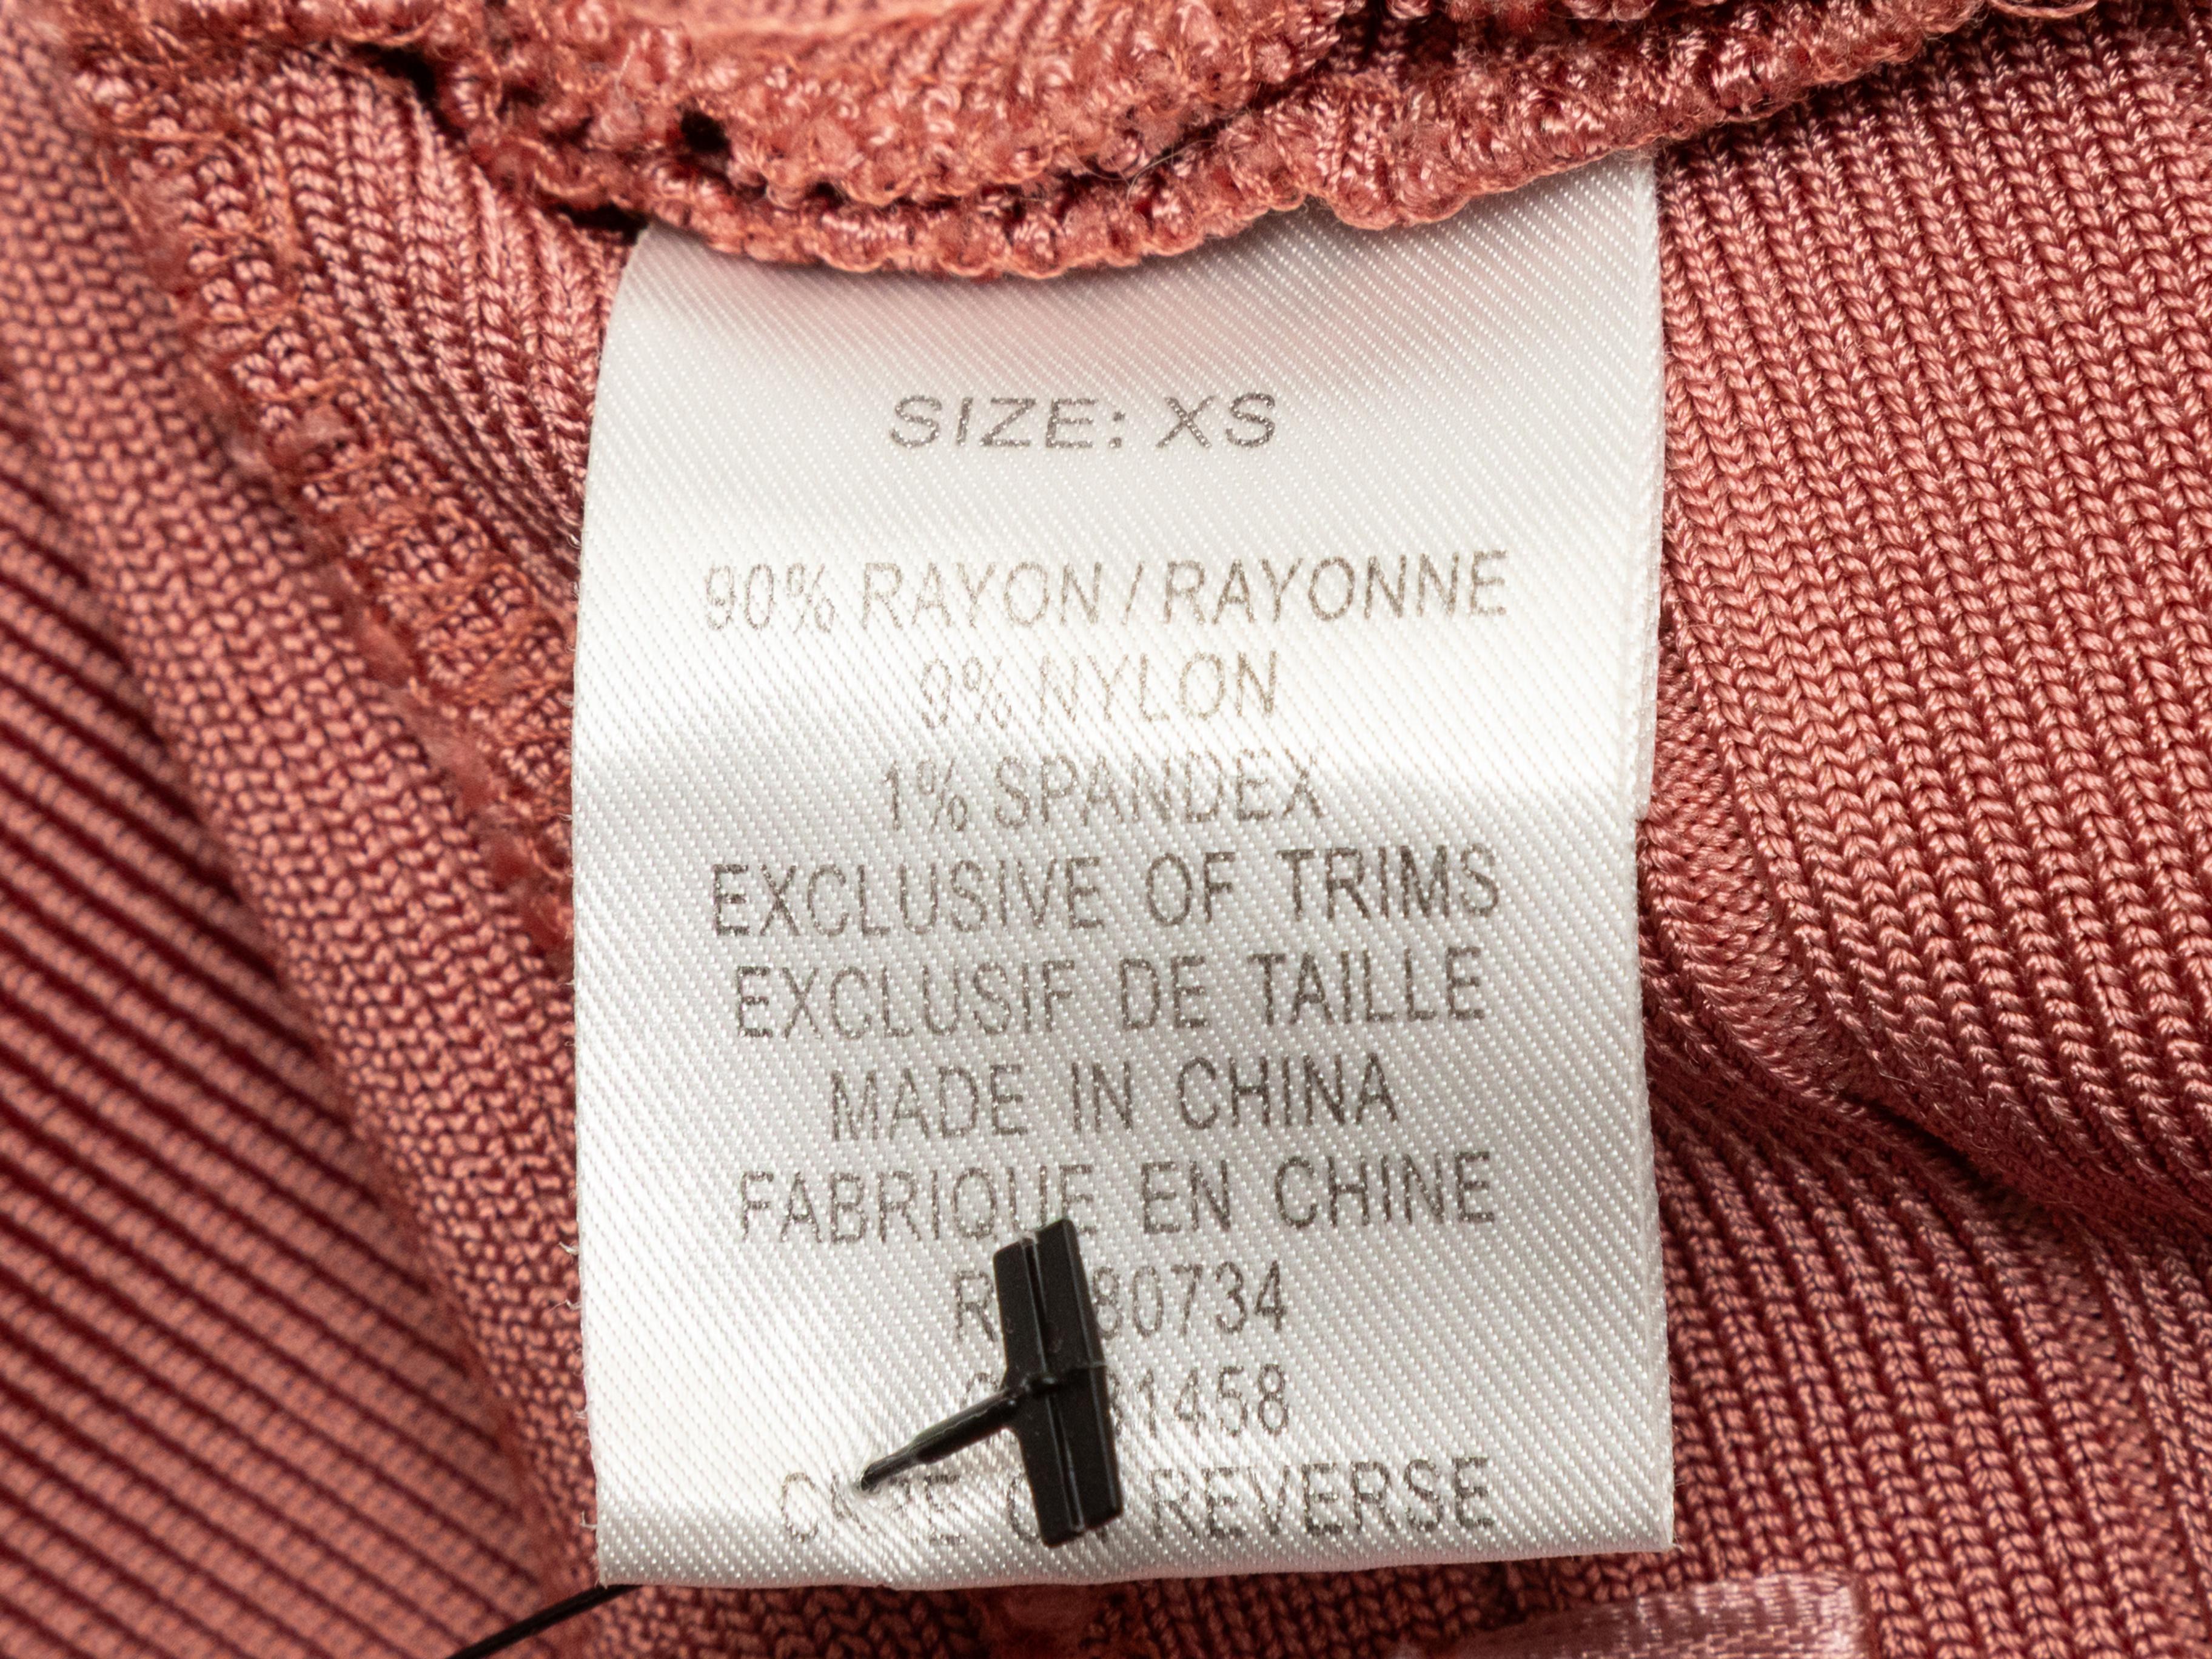 SIZE: XS
90% RAYON / RAYONNE
9% NYLON
1% SPANDEX
EXCLUSIVE OF TRIMS
EXCLUSIF DE TAILLE
MADE IN CHINA
FABRIQUE EN CHINE
REVERSE